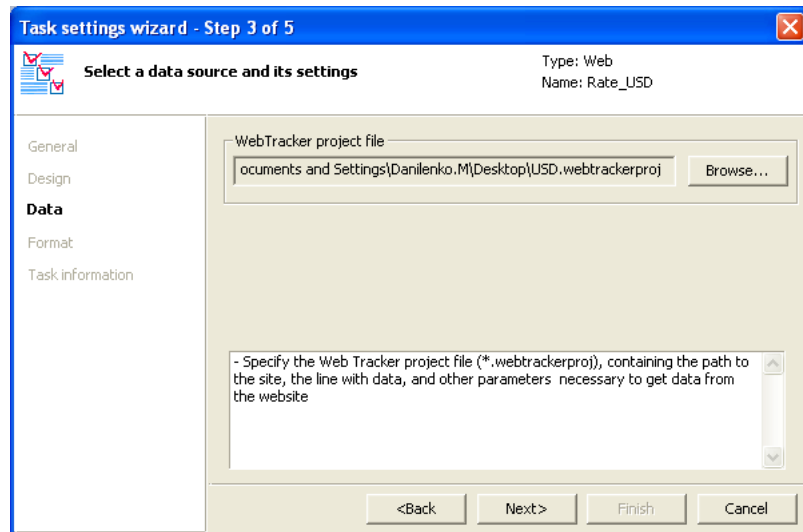 Task settings wizard - Step 3 of 5
Select a data source and its settings
Type: Web
Name: Rate_USD
General
Design
Data
Format
Task information
WebTracker project file
ocuments and Settings\Danilenko.M\Desktop\USD.webtrackerproj
Browse...
- Specify the Web Tracker project file (*.webtrackerproj), containing the path to
the site, the line with data, and other parameters  necessary to get data from
the website
<Back
Next>
Finish
Cancel